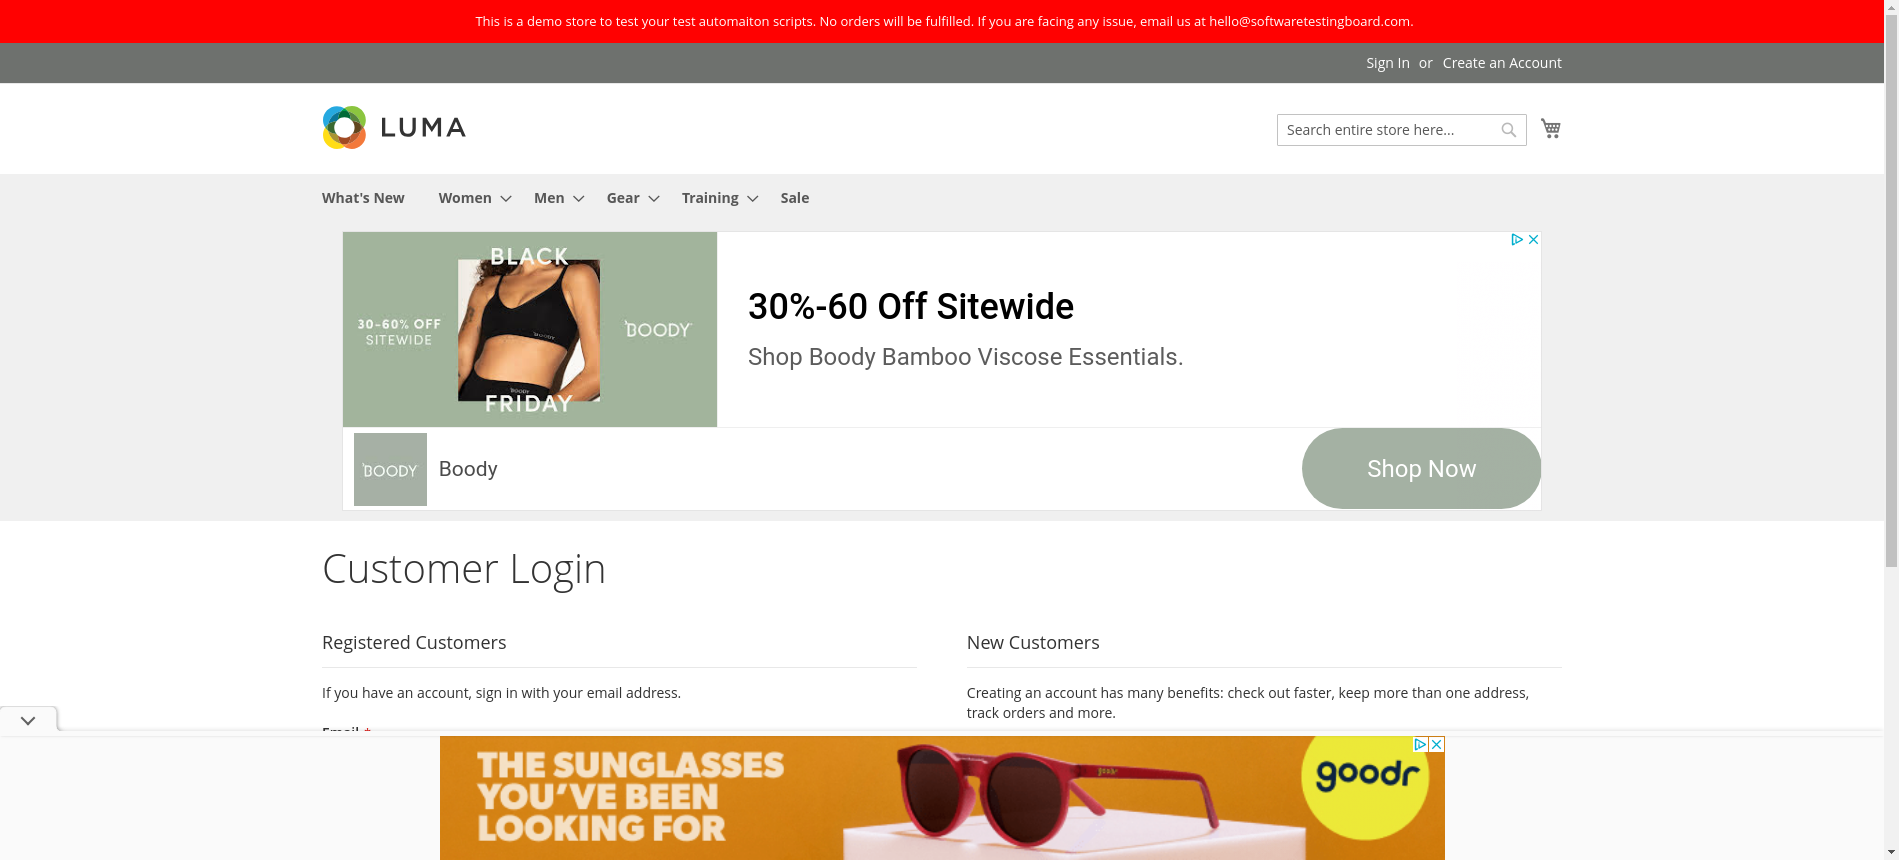 This is a demo store to test your test automaiton scripts. No orders will be fulfilled. If you are facing any issue, email us at hello@softwaretestingboard.com.
Sign In or Create an Account
LUMA
Search entire store here...
What's New Women Men Gear Training Sale
BLACK
30-60% OFF
SITEWIDE
BOODY
BOODY
BOODY
FRIDAY
30%-60 Off Sitewide
Shop Boody Bamboo Viscose Essentials.
BOODY
Boody
Shop Now
Customer Login
Registered Customers
If you have an account, sign in with your email address.
Email *
New Customers
Creating an account has many benefits: check out faster, keep more than one address,
track orders and more.
THE SUNGLASSES
YOU'VE BEEN
LOOKING FOR
goodr
goodr